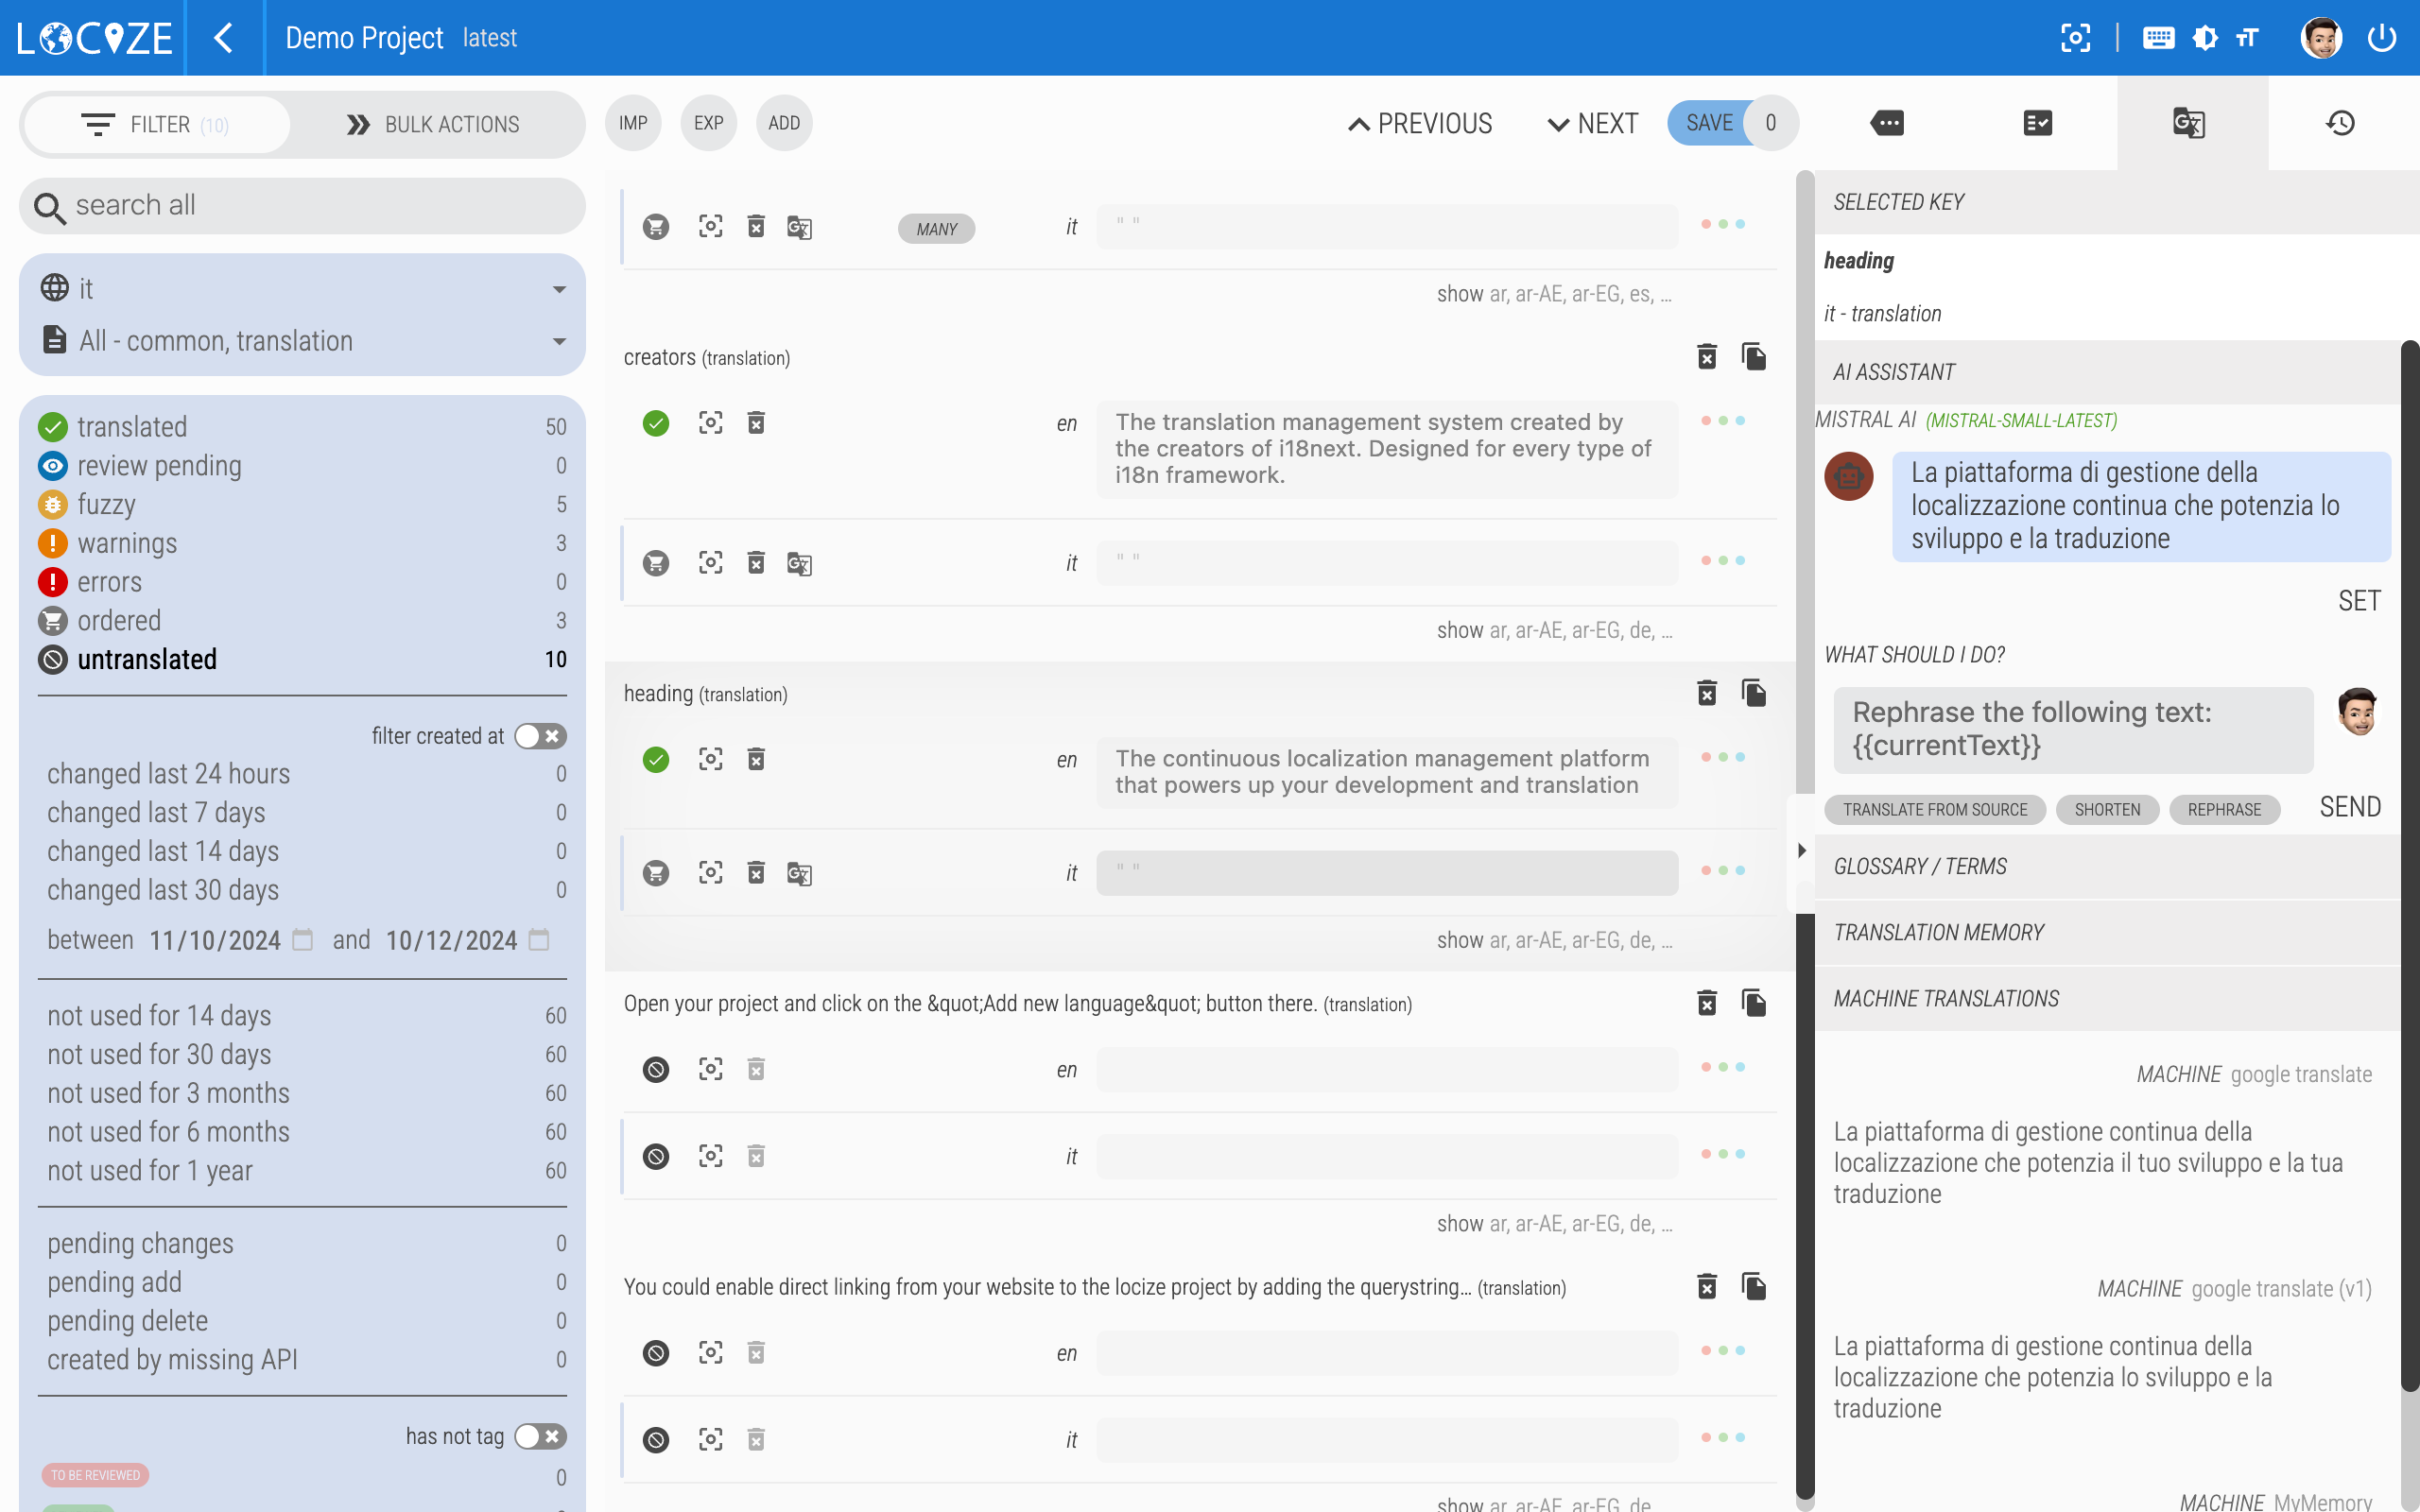 LOCIZE
Demo Project latest
FILTER (10)
BULK ACTIONS
IMP
EXP
ADD
PREVIOUS
NEXT
SAVE 0
search all
it
All - common, translation
translated 50
review pending 0
fuzzy 5
warnings 3
errors 0
ordered 3
untranslated 10
filter created at
changed last 24 hours 0
changed last 7 days 0
changed last 14 days 0
changed last 30 days 0
between 11/10/2024 and 10/12/2024
not used for 14 days 60
not used for 30 days 60
not used for 3 months 60
not used for 6 months 60
not used for 1 year 60
pending changes 0
pending add 0
pending delete 0
created by missing API 0
has not tag
TO BE REVIEWED 0
MANY it " "
show ar, ar-AE, ar-EG, es, ...
creators (translation)
en
The translation management system created by
the creators of i18next. Designed for every type of
i18n framework.
it " "
show ar, ar-AE, ar-EG, de, ...
heading (translation)
en
The continuous localization management platform
that powers up your development and translation
it " "
show ar, ar-AE, ar-EG, de, ...
Open your project and click on the &quot;Add new language&quot; button there. (translation)
en
it
show ar, ar-AE, ar-EG, de, ...
You could enable direct linking from your website to the locize project by adding the querystring... (translation)
en
it
show ar, ar-AE, ar-EG, de, ...
SELECTED KEY
heading
it - translation
AI ASSISTANT
MISTRAL AI (MISTRAL-SMALL-LATEST)
La piattaforma di gestione della
localizzazione continua che potenzia lo
sviluppo e la traduzione
SET
WHAT SHOULD I DO?
Rephrase the following text:
{{currentText}}
TRANSLATE FROM SOURCE
SHORTEN
REPHRASE
SEND
GLOSSARY / TERMS
TRANSLATION MEMORY
MACHINE TRANSLATIONS
MACHINE google translate
La piattaforma di gestione continua della
localizzazione che potenzia il tuo sviluppo e la tua
traduzione
MACHINE google translate (v1)
La piattaforma di gestione continua della
localizzazione che potenzia lo sviluppo e la
traduzione
MACHINE MyMemory